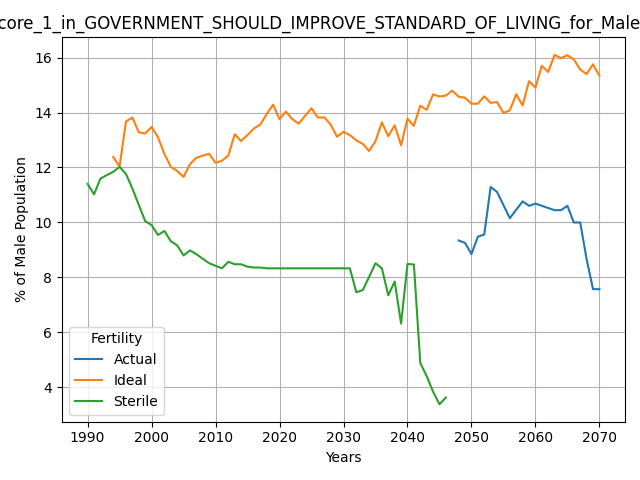 core_1_in_GOVERNMENT_SHOULD_IMPROVE_STANDARD_OF_LIVING_for_Male
% of Male Population
16
14
12
10
8
6
4
Fertility
Actual
Ideal
Sterile
1990 2000 2010 2020 2030 2040 2050 2060 2070
Years